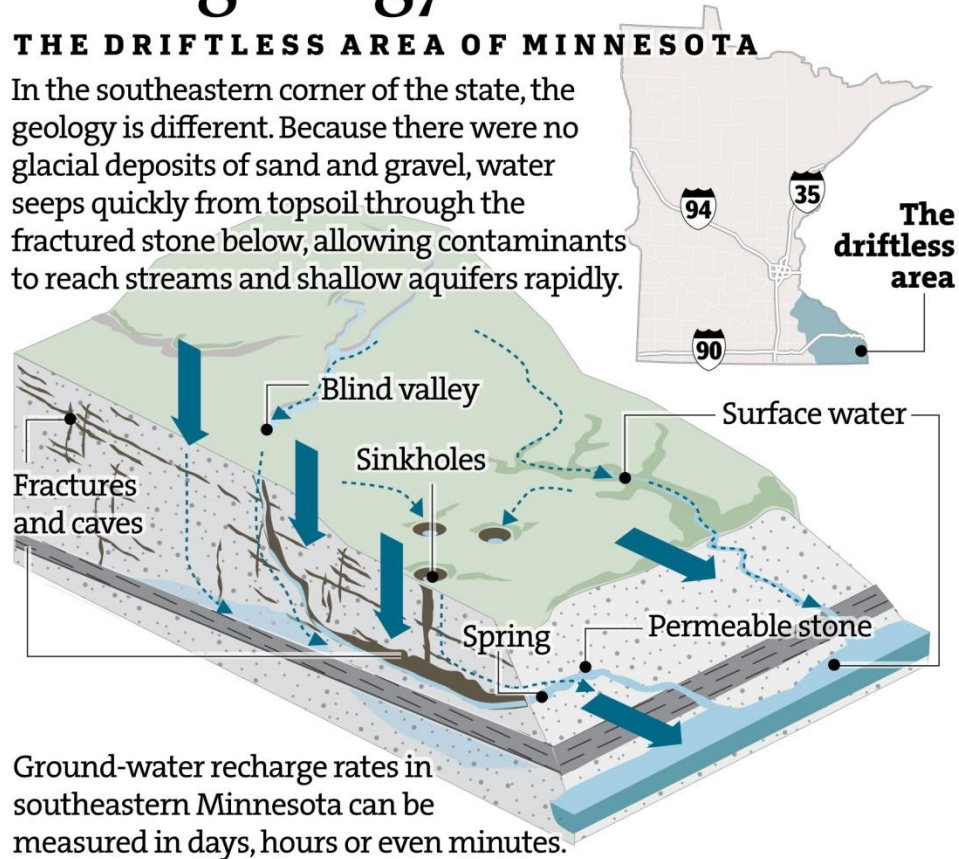 THE DRIFTLESS AREA OF MINNESOTA
In the southeastern corner of the state, the
geology is different. Because there were no
glacial deposits of sand and gravel, water
seeps quickly from topsoil through the
fractured stone below, allowing contaminants
to reach streams and shallow aquifers rapidly.
94
35
90
The
driftless
area
Blind valley
Surface water
Sinkholes
Fractures
and caves
Spring
Permeable stone
Ground-water recharge rates in
southeastern Minnesota can be
measured in days, hours or even minutes.